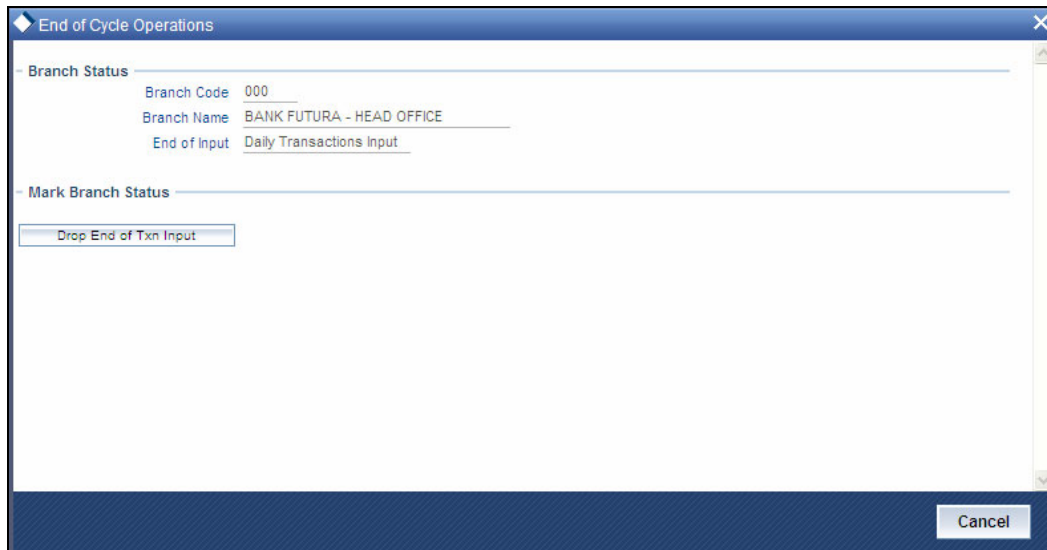 End of Cycle Operations
Branch Status
Branch Code 000
Branch Name BANK FUTURA - HEAD OFFICE
End of Input Daily Transactions Input
Mark Branch Status
Drop End of Txn Input
Cancel